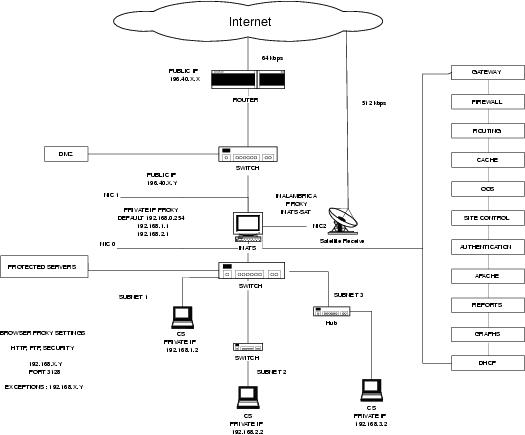 Internet
64 kbps
PUBLIC IP
196.40.X.X
ROUTER
512 kbps
DMZ
SWITCH
PUBLIC IP
196.40.X.Y
NIC 1
INALAMBRICA
PROXY
INATS-SAT
PRIVATE IP PROXY
DEFAULT 192.168.0.254
192.168.1.1
192.168.2.1
NIC2
Satellite Receive
NIC 0
INATS
PROTECTED SERVERS
SWITCH
SUBNET 1
SUBNET 3
CS
PRIVATE IP
192.168.1.2
Hub
SWITCH
SUBNET 2
CS
PRIVATE IP
192.168.2.2
CS
PRIVATE IP
192.168.3.2
BROWSER PROXY SETTINGS
HTTP, FTP, SECURITY
192.168.X.Y
PORT 3128
EXCEPTIONS : 192.168.X.Y
GATEWAY
FIREWALL
ROUTING
CACHE
QOS
SITE CONTROL
AUTHENTICATION
APACHE
REPORTS
GRAPHS
DHCP